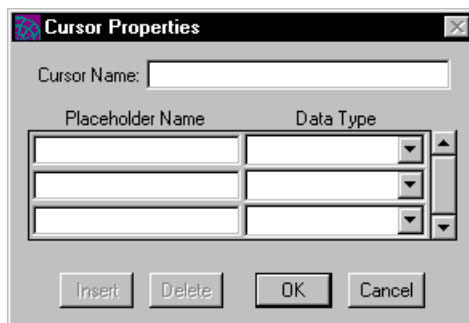 Cursor Properties
Cursor Name:
Placeholder Name Data Type
Insert Delete OK Cancel